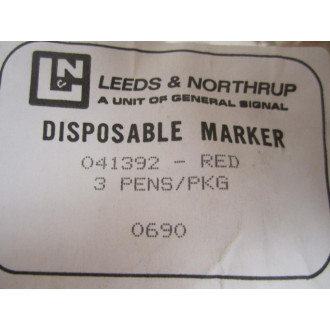 L&N
LEEDS & NORTHRUP
A UNIT OF GENERAL SIGNAL
DISPOSABLE MARKER
041392 - RED
3 PENS/PKG
0690